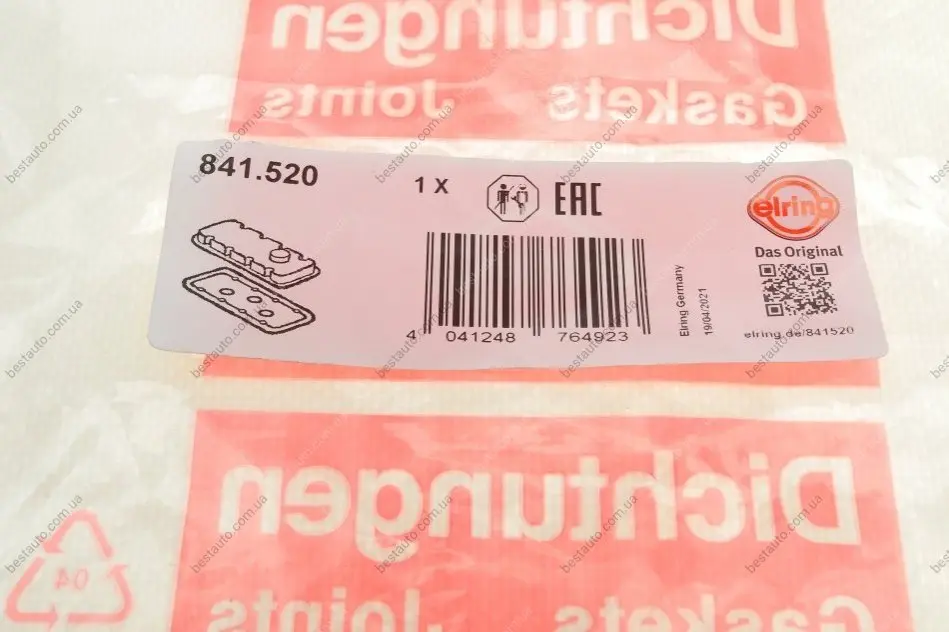 Dichtungen
Gaskets Joints
841.520
1 X
EAC
elring
Das Original
4 041248 764923
Elring Germany
19/04/2021
elring.de/841520
Dichtungen
Gaskets Joints
04
bestauto.com.ua